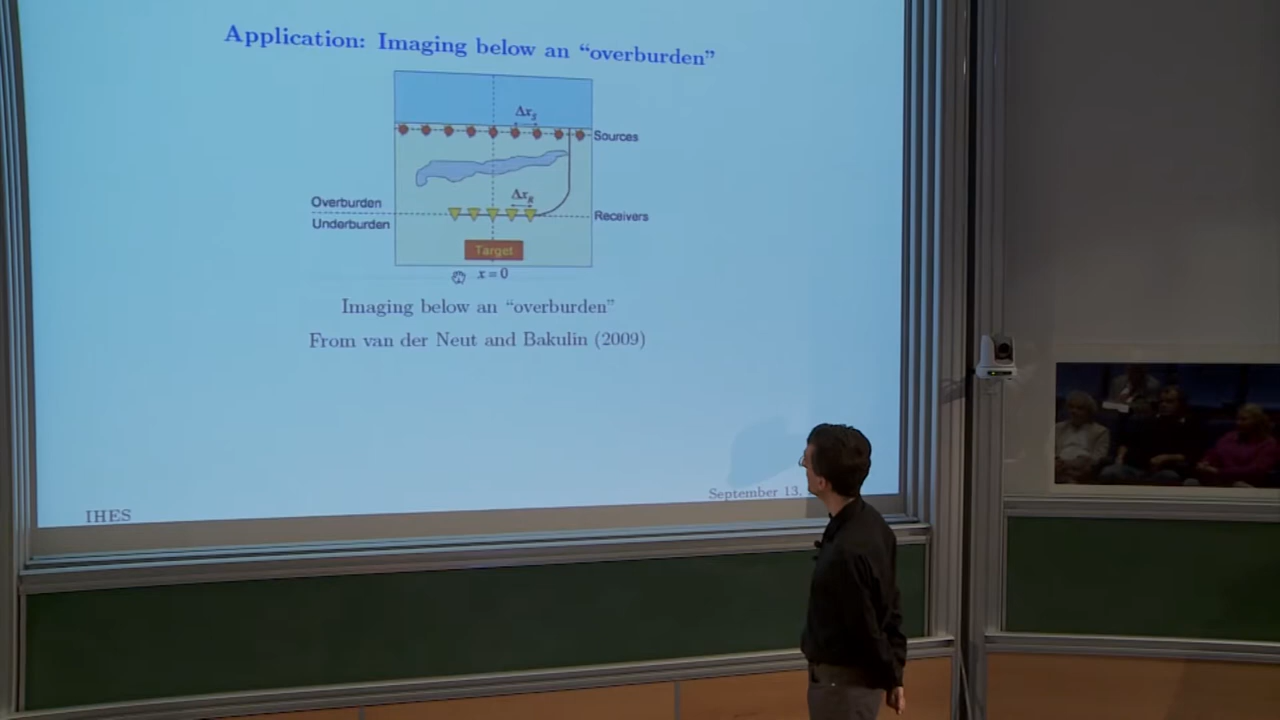 Application: Imaging below an “overburden”
Δx_s
Sources
Δx_R
Overburden
Underburden
Receivers
Target
x = 0
Imaging below an “overburden”
From van der Neut and Bakulin (2009)
September 13,
IHES